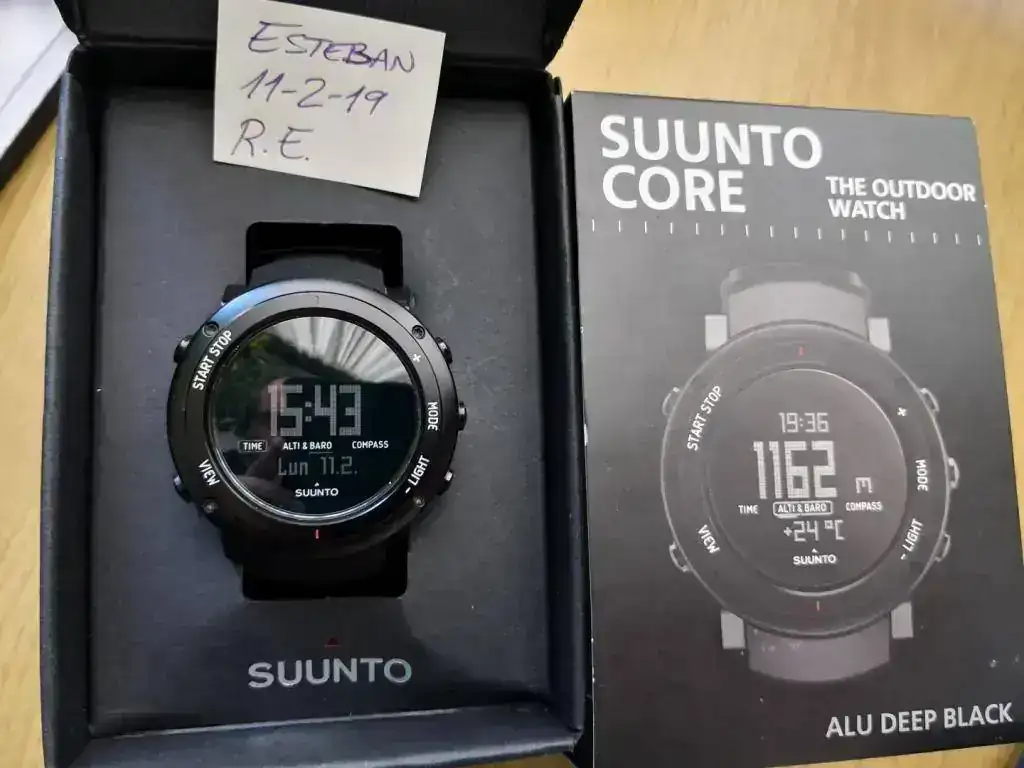 ESTEBAN
11-2-19
R.E.
START STOP
+
MODE
- LIGHT
VIEW
15:43
TIME
ALTI & BARO
COMPASS
Lun 11.2.
SUUNTO
SUUNTO
SUUNTO
CORE
THE OUTDOOR
WATCH
START STOP
+
MODE
- LIGHT
VIEW
19:36
1162 m
TIME
ALTI & BARO
COMPASS
+24 °C
SUUNTO
ALU DEEP BLACK